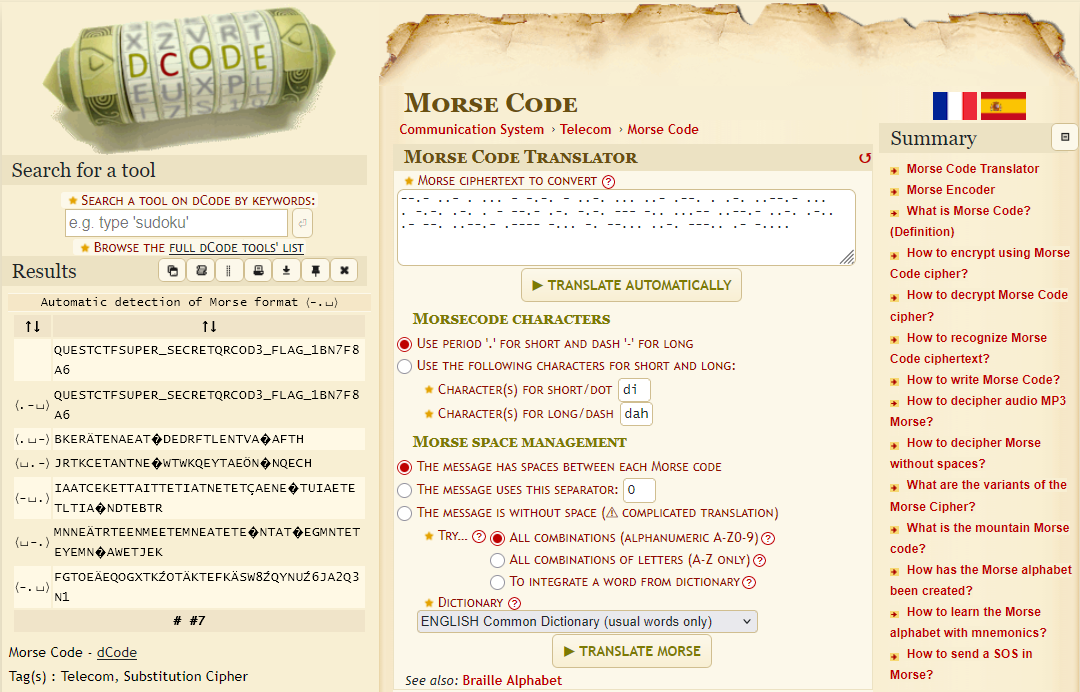 X Z V R T
D C O D E
E U X P L
Search for a tool
★ Search a tool on dCode by keywords:
e.g. type 'sudoku'
★ Browse the full dCode tools' list
Results
Automatic detection of Morse format ⟨-.␣⟩
↑↓ ↑↓
QUESTCTFSUPER_SECRETQRCOD3_FLAG_1BN7F8
A6
⟨.-␣⟩ QUESTCTFSUPER_SECRETQRCOD3_FLAG_1BN7F8
A6
⟨.␣-⟩ BKERÄTENAEAT�DEDRFTLENTVA�AFTH
⟨␣.-⟩ JRTKCETANTNE�WTWKQEYTAEÖN�NQECH
⟨-␣.⟩ IAATCEKETTAITTETIATNETETÇAENE�TUIAETE
TLTIA�NDTEBTR
⟨␣-.⟩ MNNEÄTRTEENMEETEMNEATETE�NTAT�EGMNTET
EYEMN�AWETJEK
⟨-.␣⟩ FGTOEÄEQOGXTKŹOTÄKTEFKÄSW8ŹQYNUŹ6JA2Q3
N1
# #7
Morse Code - dCode
Tag(s) : Telecom, Substitution Cipher
Morse Code
Communication System › Telecom › Morse Code
Morse Code Translator ↺
★ Morse ciphertext to convert ?
--.- ..- . ... - -.-. - ..-. ... ..- .--. . .-. ..--.- ...
. -.-. .-. . - --.- .-. -.-. --- -.. ...-- ..--.- ..-. .-..
.- --. ..--.- .---- -... -. --... ..-. ---.. .- -....
▶ TRANSLATE AUTOMATICALLY
Morsecode characters
Use period '.' for short and dash '-' for long
Use the following characters for short and long:
★ Character(s) for short/dot di
★ Character(s) for long/dash dah
Morse space management
The message has spaces between each Morse code
The message uses this separator: 0
The message is without space (⚠ complicated translation)
★ Try... ? All combinations (alphanumeric A-Z0-9) ?
All combinations of letters (A-Z only) ?
To integrate a word from dictionary ?
★ Dictionary ?
ENGLISH Common Dictionary (usual words only)
▶ TRANSLATE MORSE
See also: Braille Alphabet
Summary
Morse Code Translator
Morse Encoder
What is Morse Code?
(Definition)
How to encrypt using Morse
Code cipher?
How to decrypt Morse Code
cipher?
How to recognize Morse
Code ciphertext?
How to write Morse Code?
How to decipher audio MP3
Morse?
How to decipher Morse
without spaces?
What are the variants of the
Morse Cipher?
What is the mountain Morse
code?
How has the Morse alphabet
been created?
How to learn the Morse
alphabet with mnemonics?
How to send a SOS in
Morse?